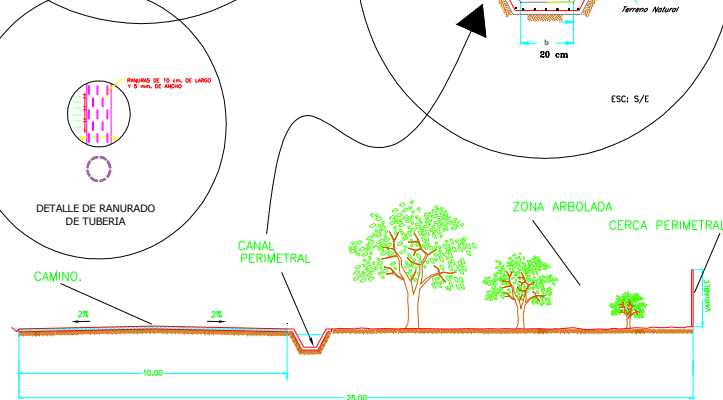 Terreno Natural
b
20 cm
ESC: S/E
RANURAS DE 10 cm. DE LARGO
Y 5 mm. DE ANCHO
DETALLE DE RANURADO
DE TUBERIA
ZONA ARBOLADA
CERCA PERIMETRAL
CANAL
PERIMETRAL
CAMINO.
2%
2%
VARIABLE
10.00
25.00